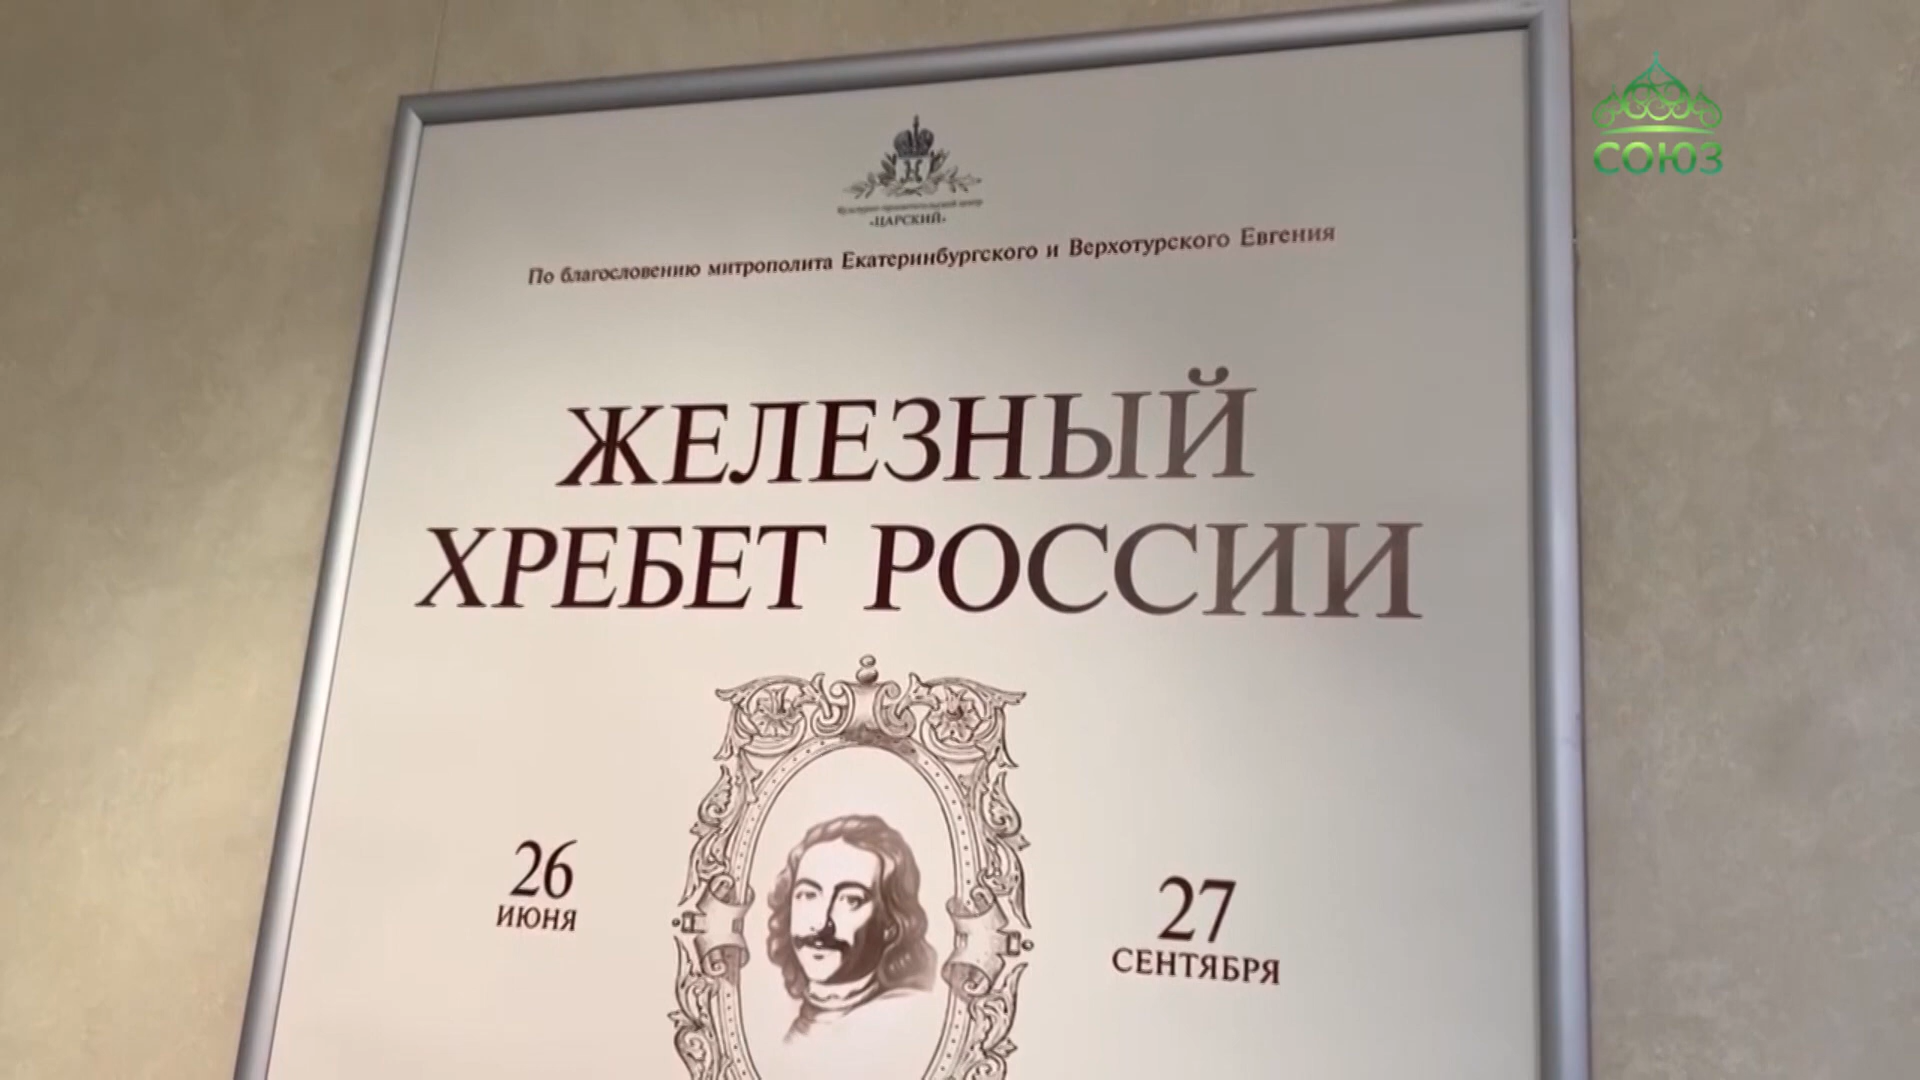 СОЮЗ
Культурно-просветительский центр
«ЦАРСКИЙ»
По благословению митрополита Екатеринбургского и Верхотурского Евгения
ЖЕЛЕЗНЫЙ
ХРЕБЕТ РОССИИ
26
ИЮНЯ
27
СЕНТЯБРЯ